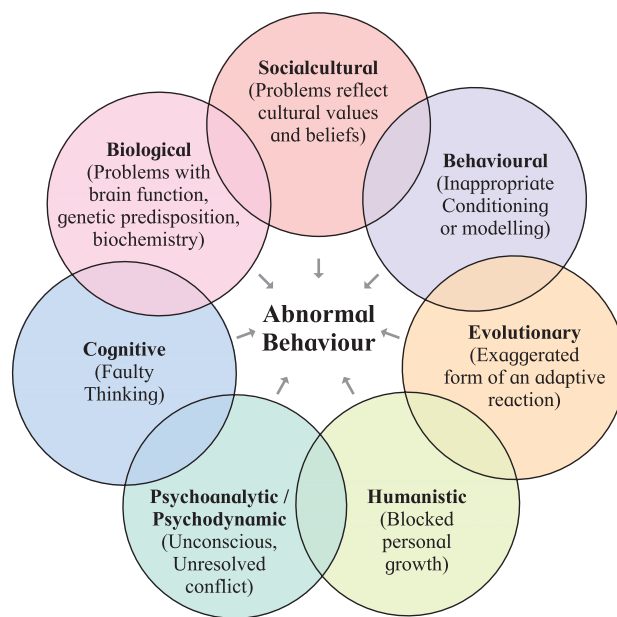 Socialcultural
(Problems reflect
cultural values
and beliefs)
Biological
(Problems with
brain function,
genetic predisposition,
biochemistry)
Behavioural
(Inappropriate
Conditioning
or modelling)
Abnormal
Behaviour
Cognitive
(Faulty
Thinking)
Evolutionary
(Exaggerated
form of an adaptive
reaction)
Psychoanalytic /
Psychodynamic
(Unconscious,
Unresolved
conflict)
Humanistic
(Blocked
personal
growth)